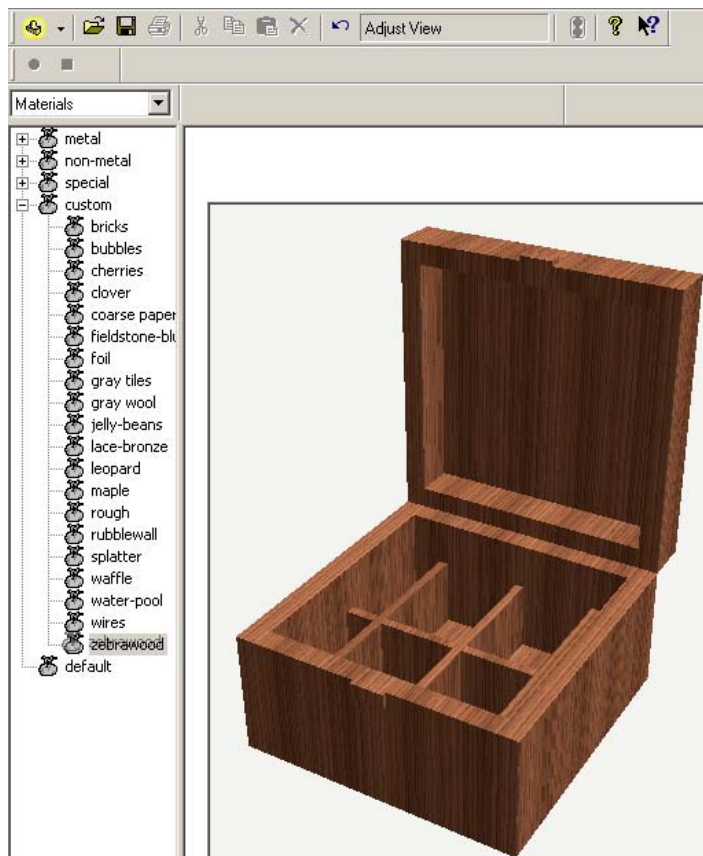 Adjust View
Materials
metal
non-metal
special
custom
bricks
bubbles
cherries
clover
coarse paper
fieldstone-blu
foil
gray tiles
gray wool
jelly-beans
lace-bronze
leopard
maple
rough
rubblewall
splatter
waffle
water-pool
wires
zebrawood
default